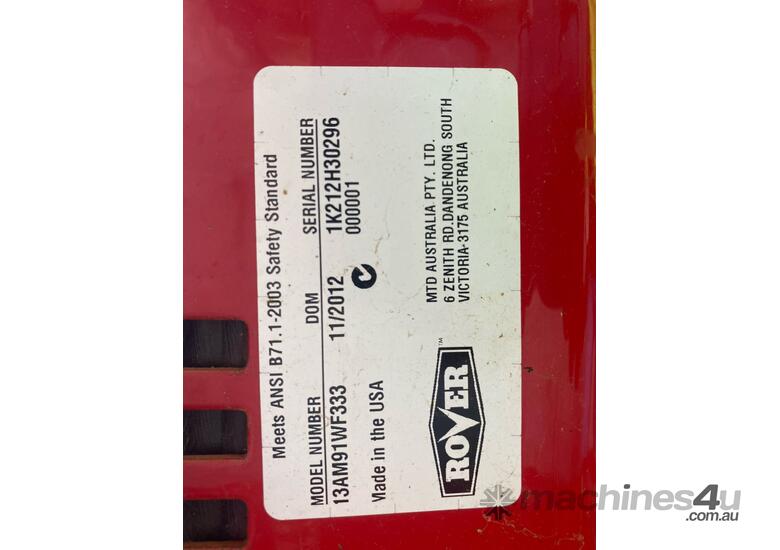 Meets ANSI B71.1-2003 Safety Standard
MODEL NUMBER DOM SERIAL NUMBER
13AM91WF333 11/2012 1K212H30296
000001
Made in the USA
ROVER™
MTD AUSTRALIA PTY. LTD.
6 ZENITH RD.DANDENONG SOUTH
VICTORIA-3175 AUSTRALIA
machines4u
.com.au